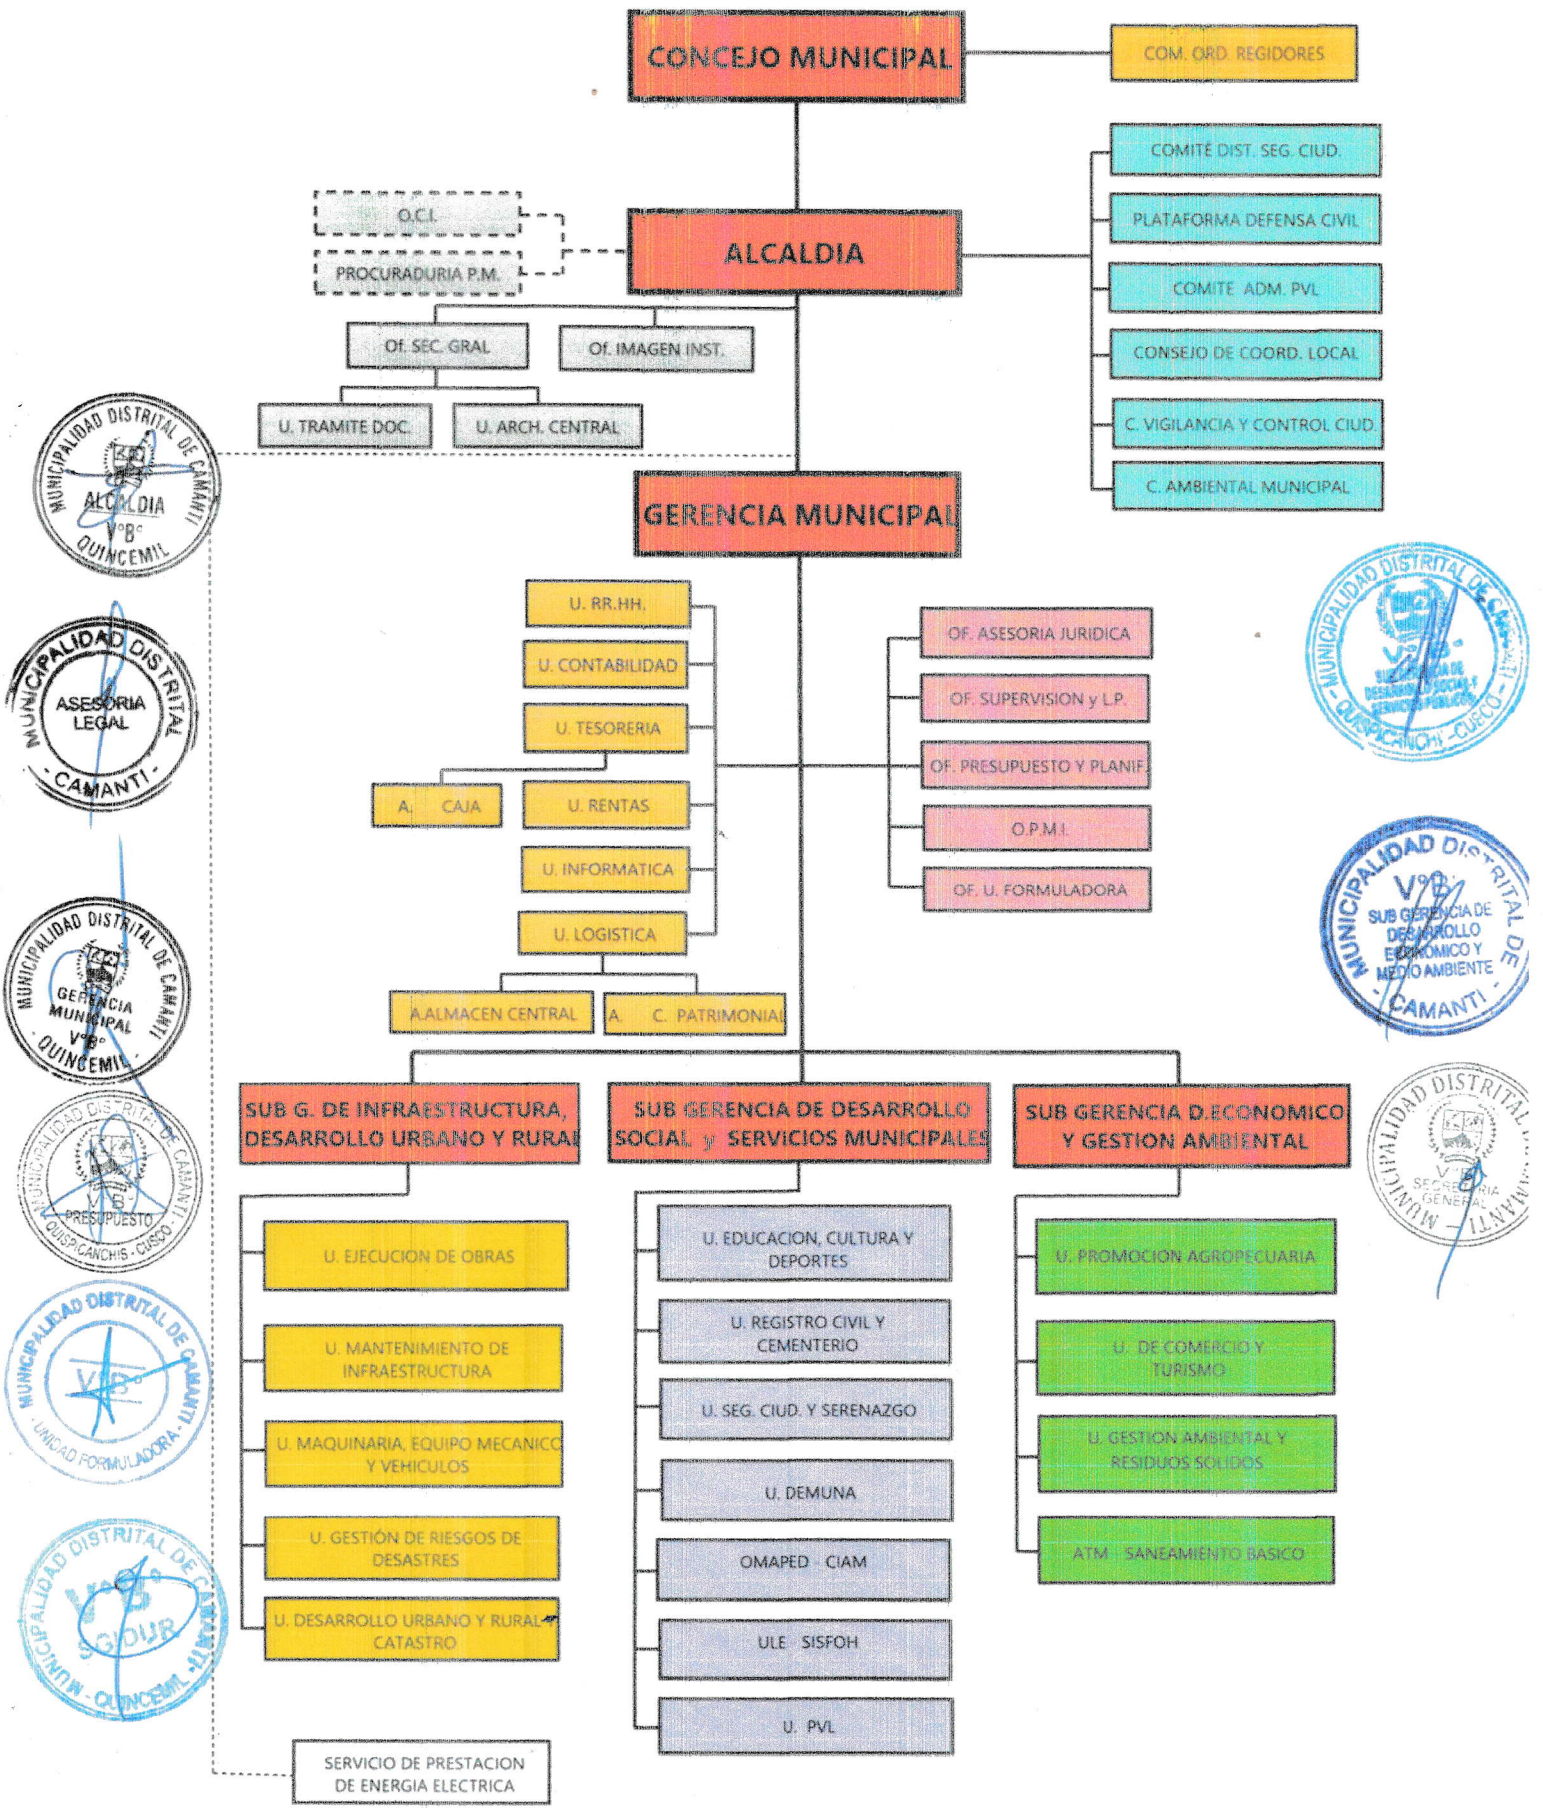 CONCEJO MUNICIPAL
COM. ORD. REGIDORES
COMITÉ DIST. SEG. CIUD.
PLATAFORMA DEFENSA CIVIL
COMITE ADM. PVL
CONSEJO DE COORD. LOCAL
C. VIGILANCIA Y CONTROL CIUD.
C. AMBIENTAL MUNICIPAL
O.C.I.
PROCURADURIA P.M.
ALCALDIA
Of. SEC. GRAL
Of. IMAGEN INST.
U. TRAMITE DOC.
U. ARCH. CENTRAL
GERENCIA MUNICIPAL
U. RR.HH.
U. CONTABILIDAD
U. TESORERIA
A. CAJA
U. RENTAS
U. INFORMATICA
U. LOGISTICA
A.ALMACEN CENTRAL
A. C. PATRIMONIAL
OF. ASESORIA JURIDICA
OF. SUPERVISION y L.P.
OF. PRESUPUESTO Y PLANIF.
O.P.M.I.
OF. U. FORMULADORA
SUB G. DE INFRAESTRUCTURA,
DESARROLLO URBANO Y RURAL
U. EJECUCION DE OBRAS
U. MANTENIMIENTO DE
INFRAESTRUCTURA
U. MAQUINARIA, EQUIPO MECANICO
Y VEHICULOS
U. GESTIÓN DE RIESGOS DE
DESASTRES
U. DESARROLLO URBANO Y RURAL
CATASTRO
SUB GERENCIA DE DESARROLLO
SOCIAL y SERVICIOS MUNICIPALES
U. EDUCACION, CULTURA Y
DEPORTES
U. REGISTRO CIVIL Y
CEMENTERIO
U. SEG. CIUD. Y SERENAZGO
U. DEMUNA
OMAPED - CIAM
ULE SISFOH
U. PVL
SUB GERENCIA D.ECONOMICO
Y GESTION AMBIENTAL
U. PROMOCION AGROPECUARIA
U. DE COMERCIO Y
TURISMO
U. GESTION AMBIENTAL Y
RESIDUOS SOLIDOS
ATM SANEAMIENTO BASICO
SERVICIO DE PRESTACION
DE ENERGIA ELECTRICA
MUNICIPALIDAD DISTRITAL DE CAMANTI
ALCALDIA
V°B°
QUINCEMIL
MUNICIPALIDAD DISTRITAL
ASESORIA
LEGAL
- CAMANTI -
MUNICIPALIDAD DISTRITAL DE CAMANTI
GERENCIA
MUNICIPAL
V°B°
QUINCEMIL
MUNICIPALIDAD DISTRITAL DE CAMANTI
V°B°
PRESUPUESTO
QUISPICANCHIS - CUSCO
MUNICIPALIDAD DISTRITAL DE CAMANTI
V°B°
UNIDAD FORMULADORA
MUNICIPALIDAD DISTRITAL DE CAMANTI
V°B°
SGIDUR
QUINCEMIL
MUNICIPALIDAD DISTRITAL DE
V°B°
DESARROLLO SOCIAL Y
SERVICIOS PUBLICOS
MUNICIPALIDAD DISTRITAL DE
V°B°
SUB GERENCIA DE
DESARROLLO
ECONOMICO Y
MEDIO AMBIENTE
- CAMANTI -
DISTRITAL
V°B°
SECRETARIA
GENERAL